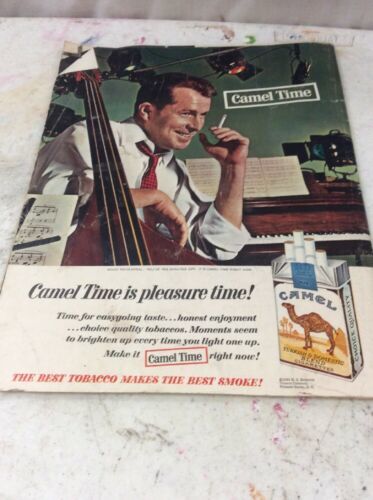 Camel Time
Camel Time is pleasure time!
Time for easygoing taste...honest enjoyment
...choice quality tobaccos. Moments seem
to brighten up every time you light one up.
Make it Camel Time right now!
THE BEST TOBACCO MAKES THE BEST SMOKE!
CAMEL
TURKISH & DOMESTIC
BLEND
CIGARETTES
CHOICE QUALITY